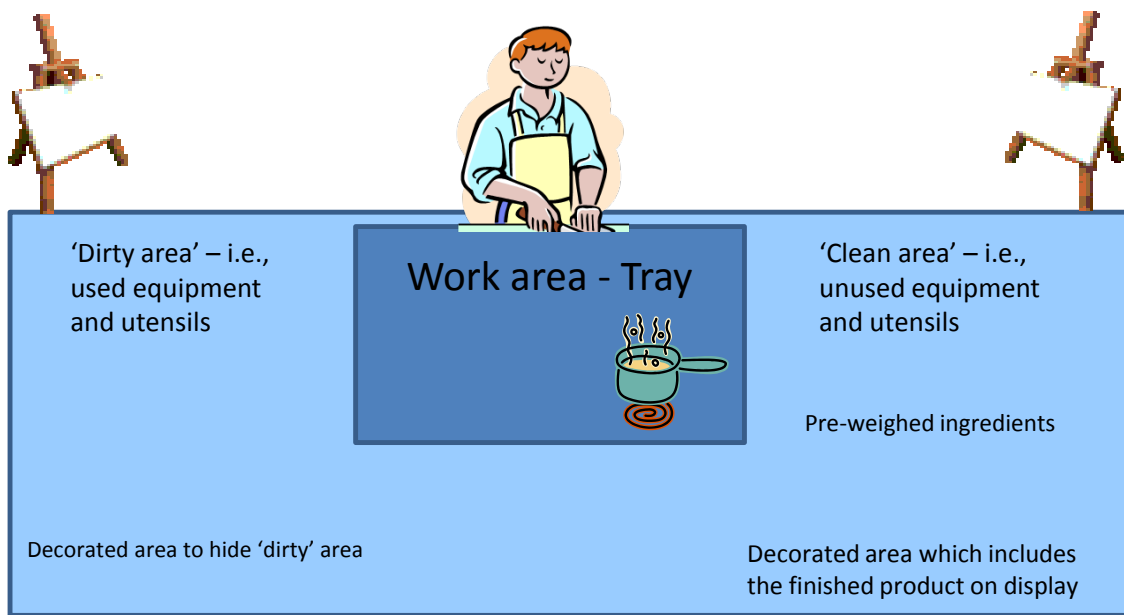 ‘Dirty area’ – i.e.,
used equipment
and utensils
Work area - Tray
‘Clean area’ – i.e.,
unused equipment
and utensils
Pre-weighed ingredients
Decorated area to hide ‘dirty’ area
Decorated area which includes
the finished product on display